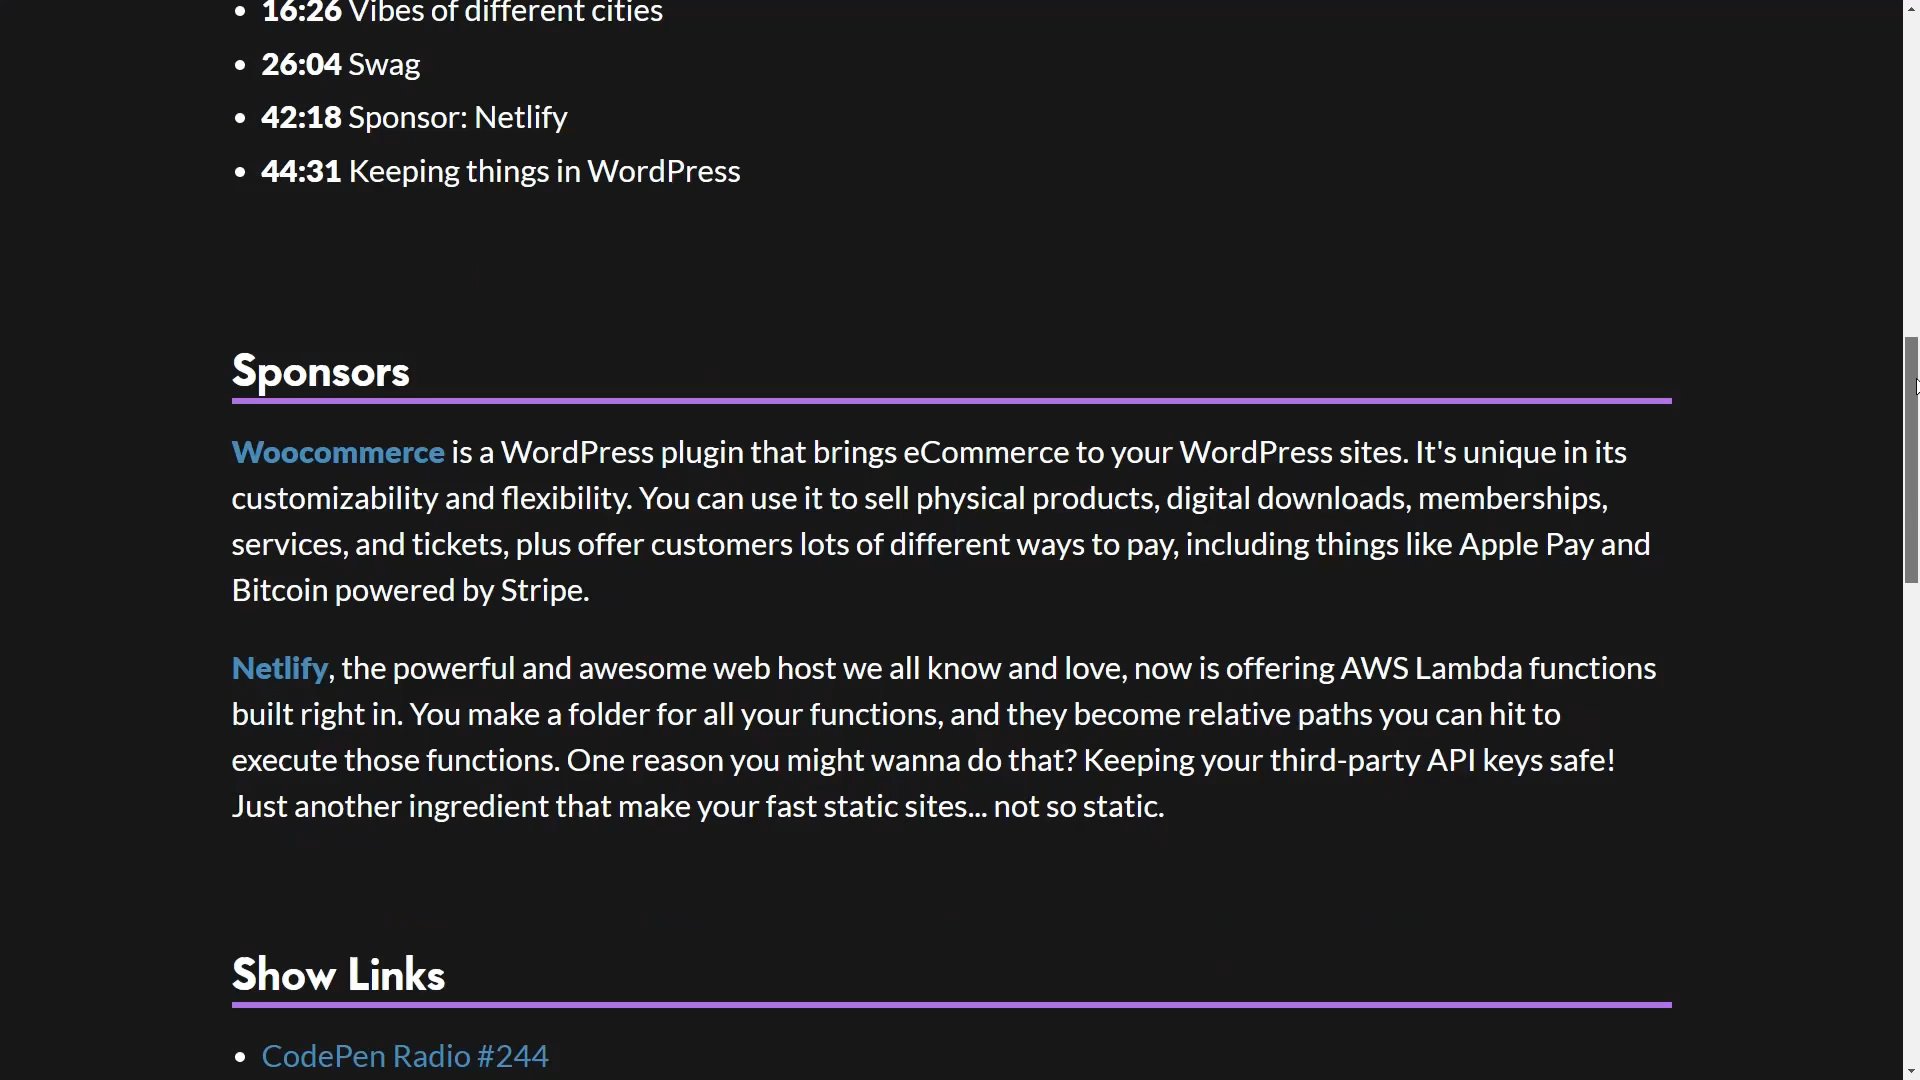 16:26 Vibes of different cities
26:04 Swag
42:18 Sponsor: Netlify
44:31 Keeping things in WordPress
Sponsors
Woocommerce is a WordPress plugin that brings eCommerce to your WordPress sites. It's unique in its
customizability and flexibility. You can use it to sell physical products, digital downloads, memberships,
services, and tickets, plus offer customers lots of different ways to pay, including things like Apple Pay and
Bitcoin powered by Stripe.
Netlify, the powerful and awesome web host we all know and love, now is offering AWS Lambda functions
built right in. You make a folder for all your functions, and they become relative paths you can hit to
execute those functions. One reason you might wanna do that? Keeping your third-party API keys safe!
Just another ingredient that make your fast static sites... not so static.
Show Links
CodePen Radio #244